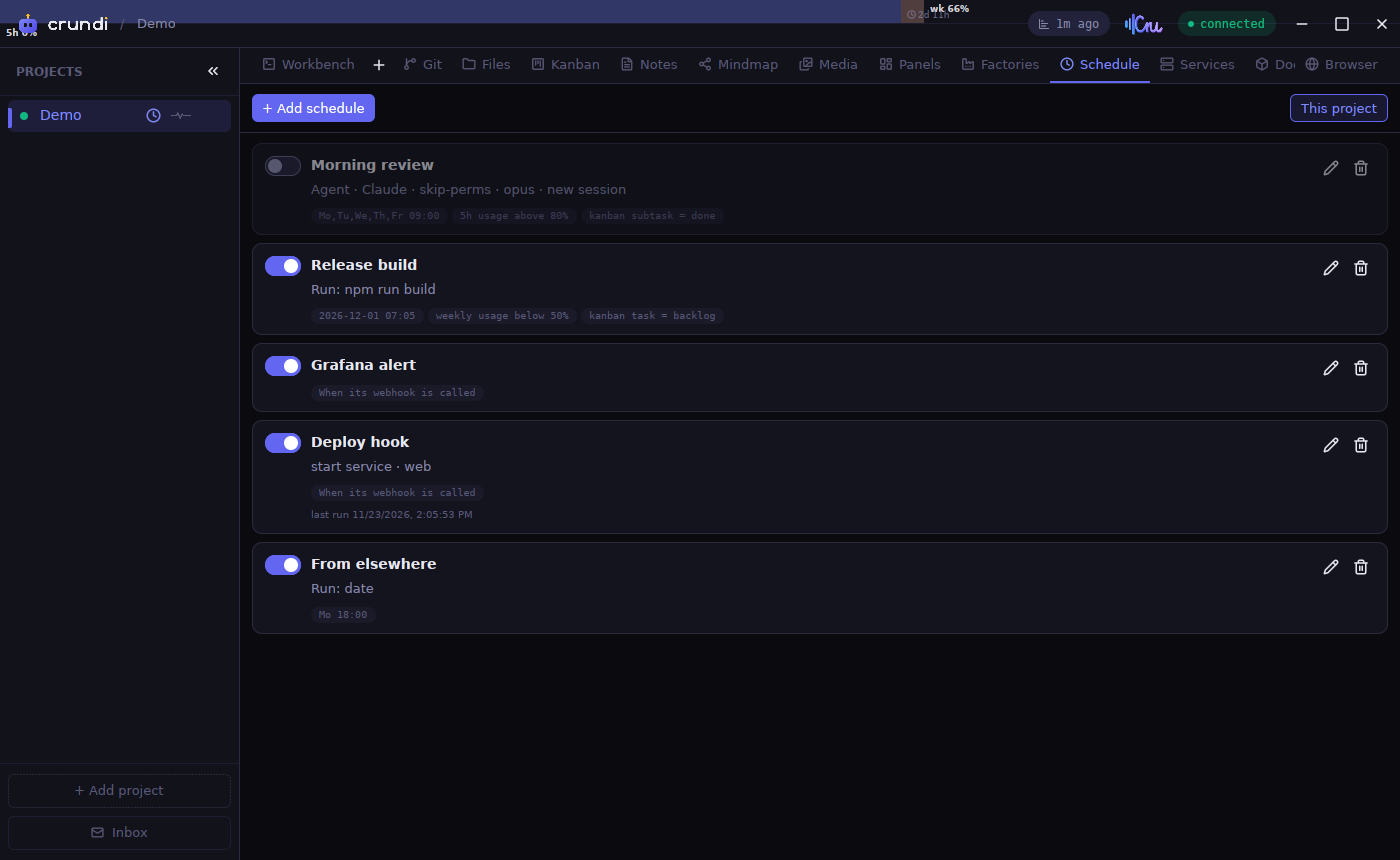 crundi / Demo
wk 66%
1m ago
connected
PROJECTS
Workbench
+
Git
Files
Kanban
Notes
Mindmap
Media
Panels
Factories
Schedule
Services
Browser
Demo
+ Add schedule
This project
Morning review
Agent · Claude · skip-perms · opus · new session
Mo,Tu,We,Th,Fr 09:00 5h usage above 80% kanban subtask = done
Release build
Run: npm run build
2026-12-01 07:05 weekly usage below 50% kanban task = backlog
Grafana alert
When its webhook is called
Deploy hook
start service · web
When its webhook is called
last run 11/23/2026, 2:05:53 PM
From elsewhere
Run: date
Mo 18:00
+ Add project
Inbox